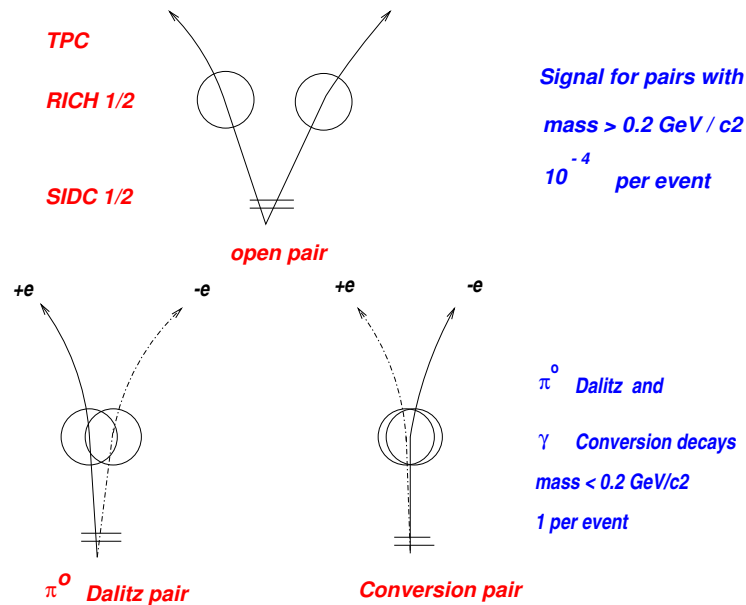 TPC
RICH 1/2
SIDC 1/2
open pair
Signal for pairs with
mass > 0.2 GeV / c2
10⁻⁴ per event
+e
-e
π⁰ Dalitz pair
+e
-e
Conversion pair
π⁰ Dalitz and
γ Conversion decays
mass < 0.2 GeV/c2
1 per event